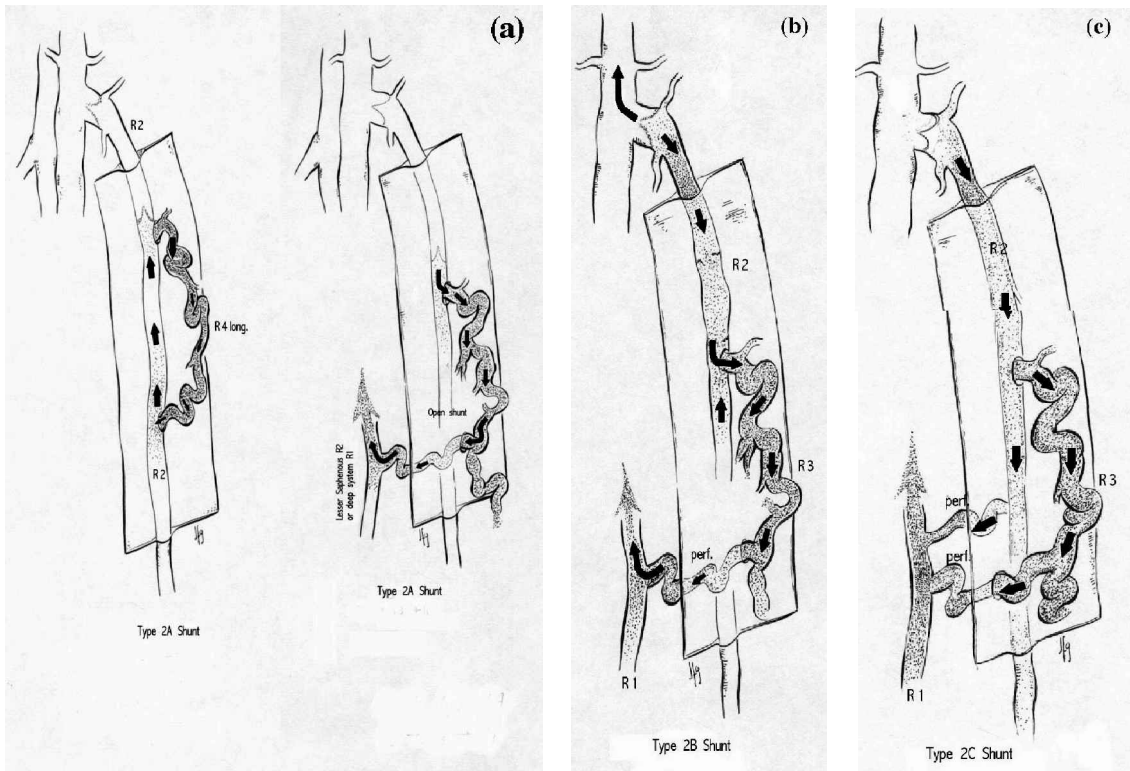 (a)
R2
R4 long.
R2
Type 2A Shunt
Open shunt
Lesser Saphenous R2
or deep system R1
Type 2A Shunt
(b)
R2
R3
perf.
R1
Type 2B Shunt
(c)
R2
R3
perf.
perf.
R1
Type 2C Shunt